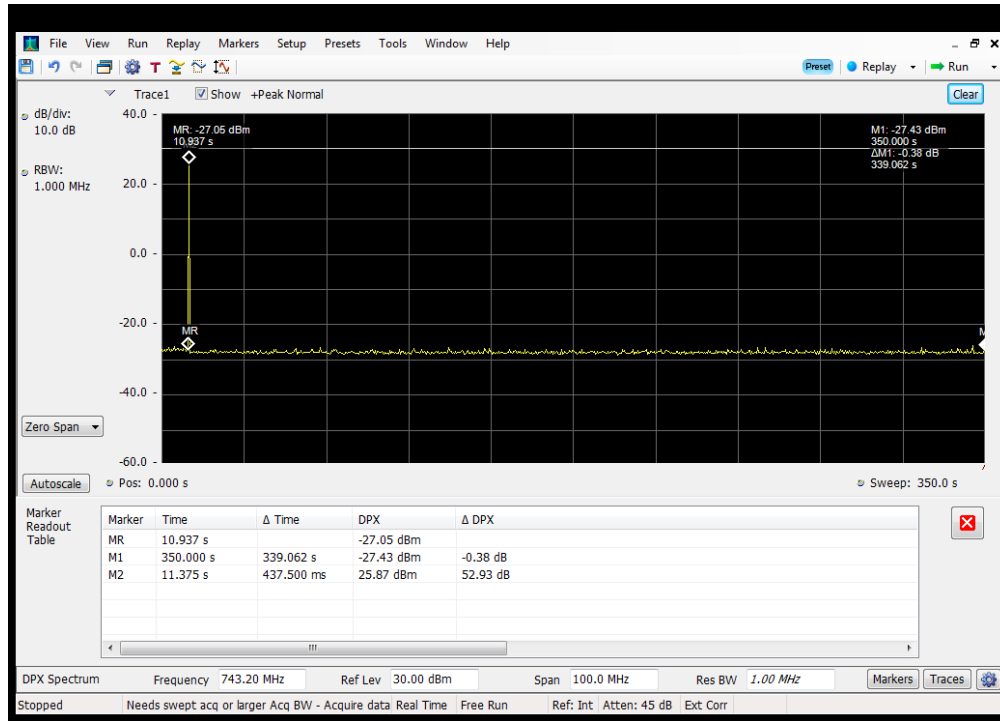 File View Run Replay Markers Setup Presets Tools Window Help
T Preset Replay Run
Trace1 Show +Peak Normal Clear
dB/div:
10.0 dB
RBW:
1.000 MHz
40.0
20.0
0.0
-20.0
-40.0
-60.0
MR: -27.05 dBm
10.937 s
M1: -27.43 dBm
350.000 s
ΔM1: -0.38 dB
339.062 s
MR
Zero Span
Autoscale Pos: 0.000 s Sweep: 350.0 s
Marker
Readout
Table
Marker Time Δ Time DPX Δ DPX
MR 10.937 s -27.05 dBm
M1 350.000 s 339.062 s -27.43 dBm -0.38 dB
M2 11.375 s 437.500 ms 25.87 dBm 52.93 dB
DPX Spectrum Frequency 743.20 MHz Ref Lev 30.00 dBm Span 100.0 MHz Res BW 1.00 MHz Markers Traces
Stopped Needs swept acq or larger Acq BW - Acquire data Real Time Free Run Ref: Int Atten: 45 dB Ext Corr